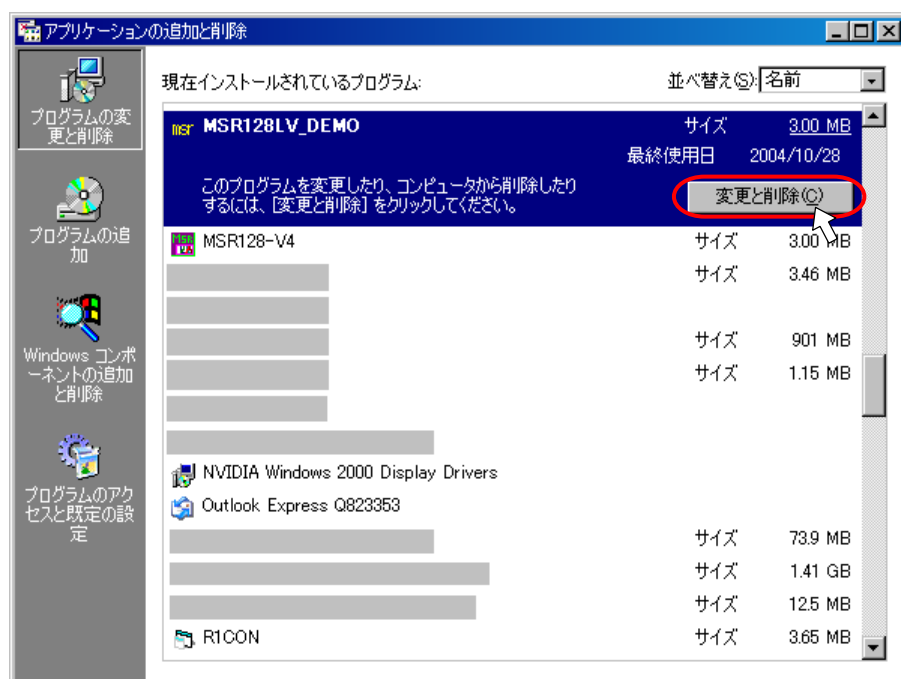 アプリケーションの追加と削除
プログラムの変
更と削除
プログラムの追
加
Windows コンポ
ーネントの追加
と削除
プログラムのアク
セスと既定の設
定
現在インストールされているプログラム:
並べ替え(S): 名前
msr MSR128LV_DEMO サイズ 3.00 MB
最終使用日 2004/10/28
このプログラムを変更したり、コンピュータから削除したり
するには、[変更と削除] をクリックしてください。
変更と削除(C)
MSR V4 MSR128-V4 サイズ 3.00 MB
サイズ 3.46 MB
サイズ 901 MB
サイズ 1.15 MB
NVIDIA Windows 2000 Display Drivers
Outlook Express Q823353
サイズ 73.9 MB
サイズ 1.41 GB
サイズ 12.5 MB
R1CON サイズ 3.65 MB